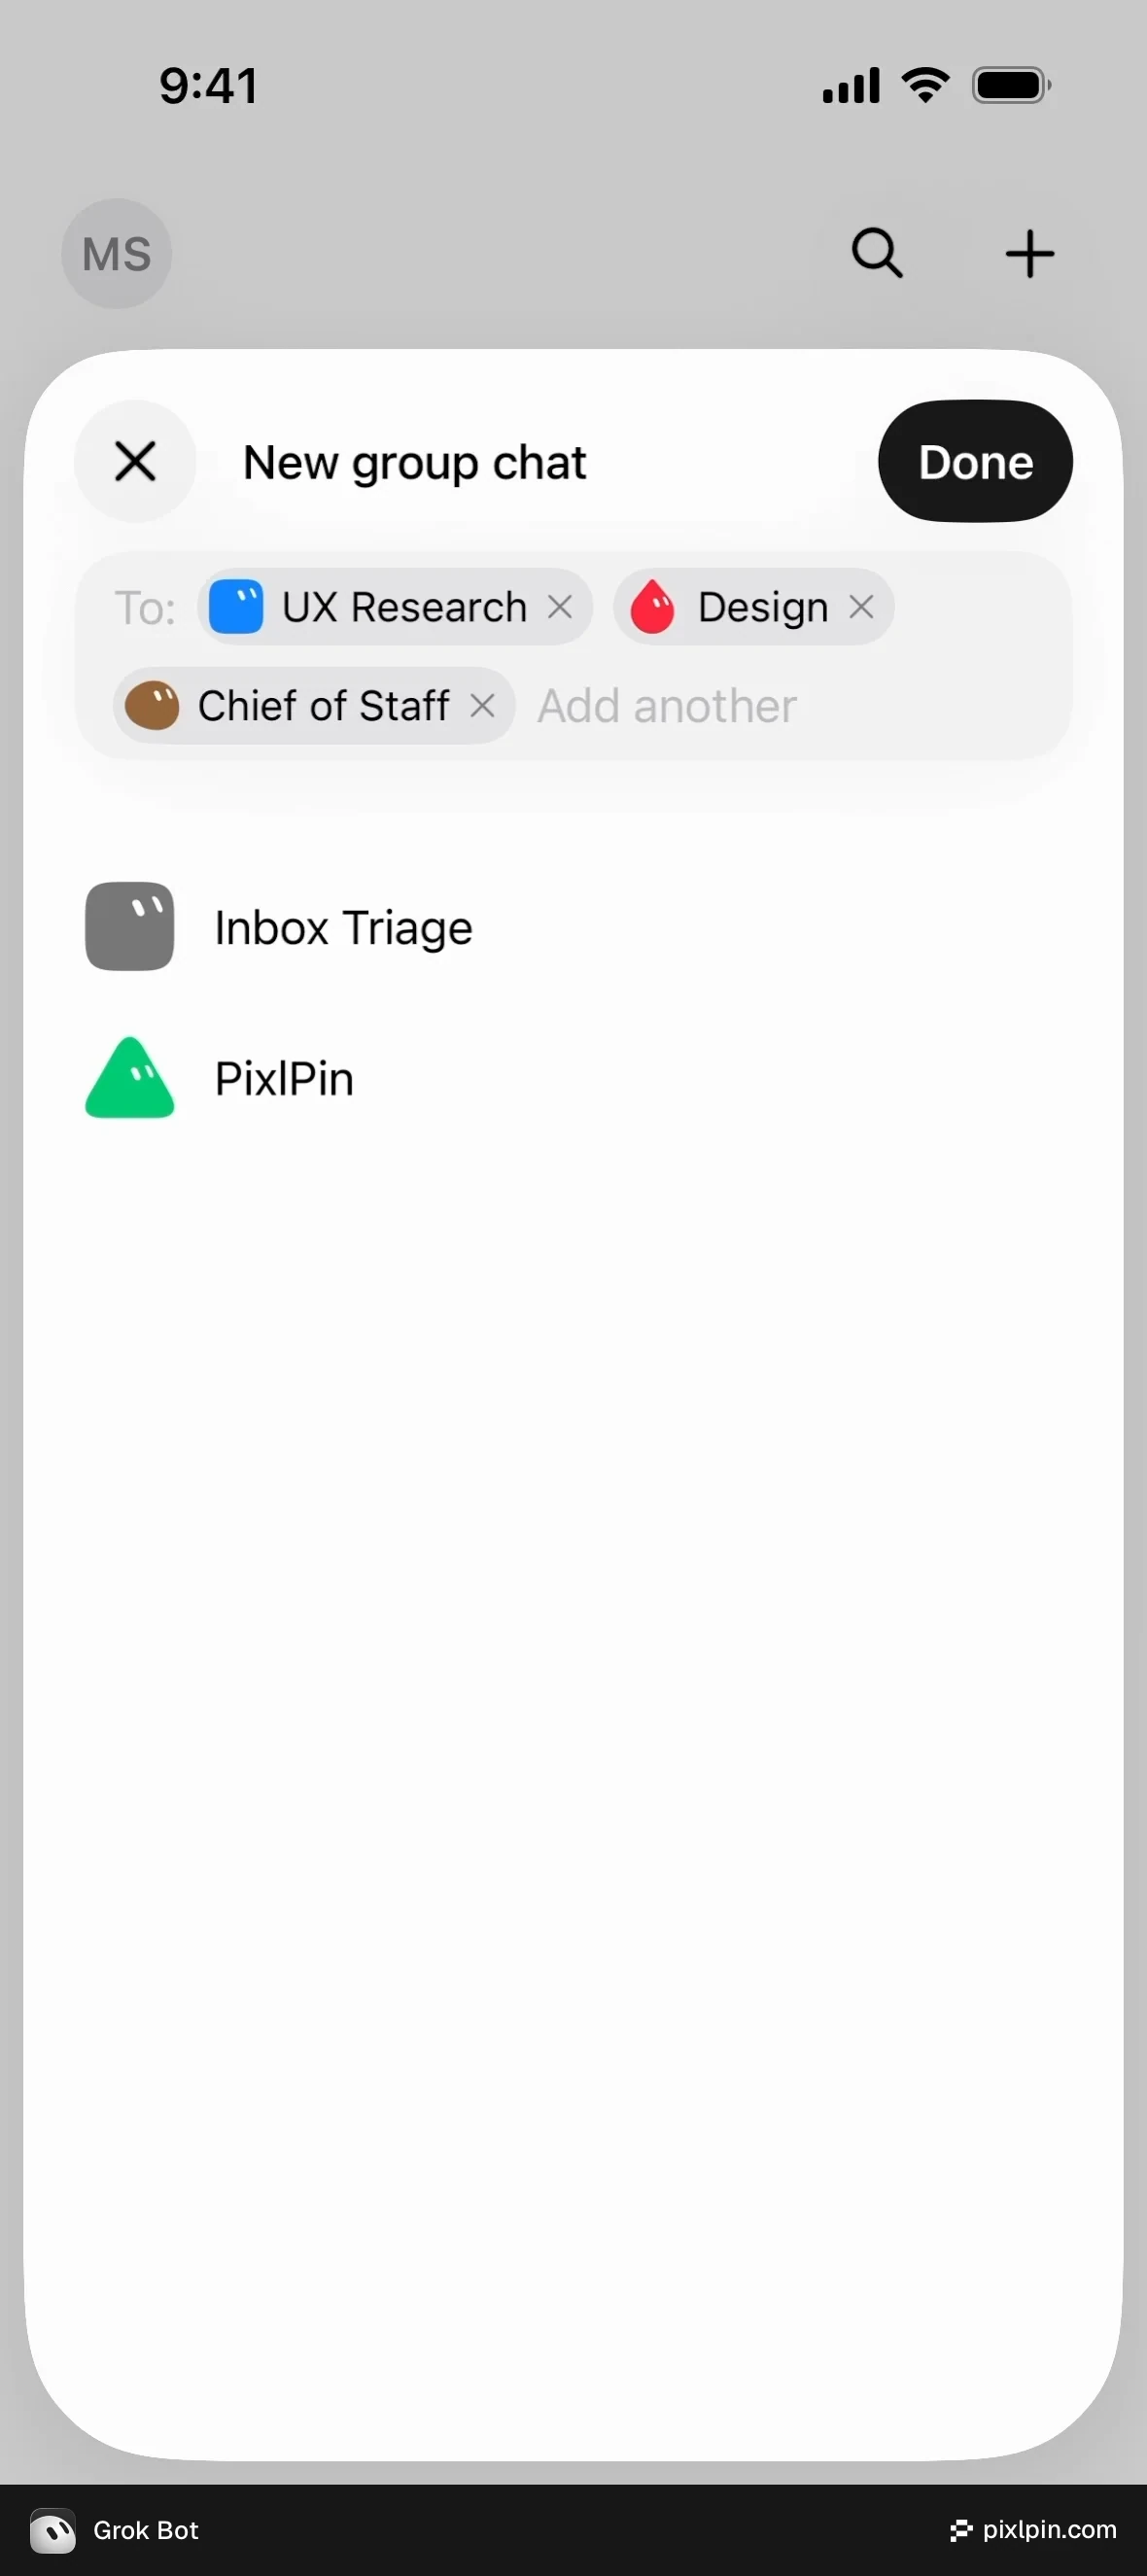 9:41
MS
New group chat
Done
To: UX Research Design
Chief of Staff Add another
Inbox Triage
PixlPin
Grok Bot
pixlpin.com